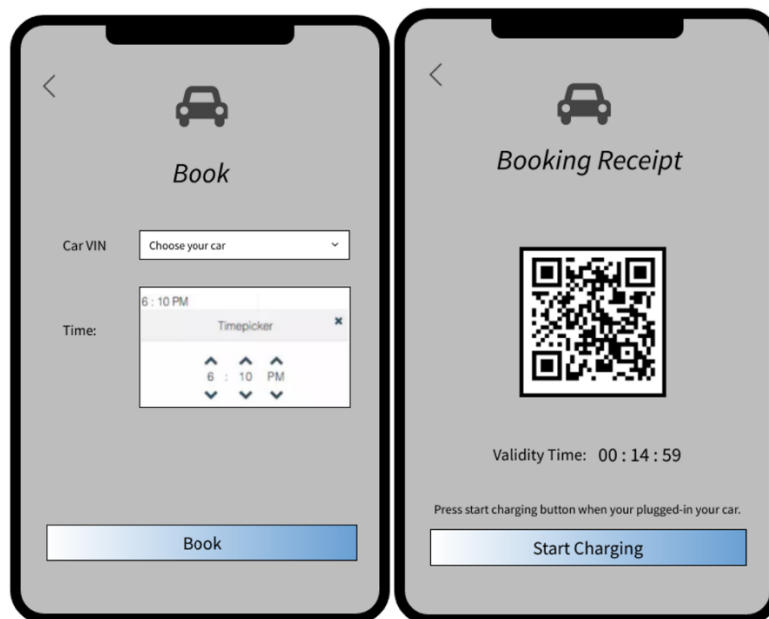 Book
Car VIN
Choose your car
Time:
6 : 10 PM
Timepicker
6 : 10 PM
Book
Booking Receipt
Validity Time: 00 : 14 : 59
Press start charging button when your plugged-in your car.
Start Charging